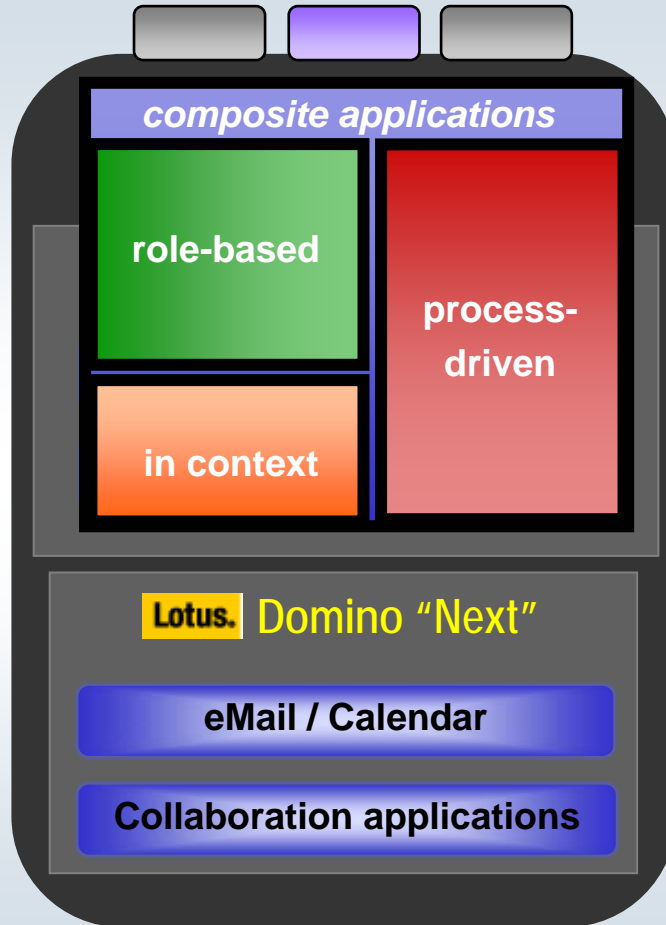 composite applications
role-based
process-
driven
in context
Lotus. Domino “Next”
eMail / Calendar
Collaboration applications